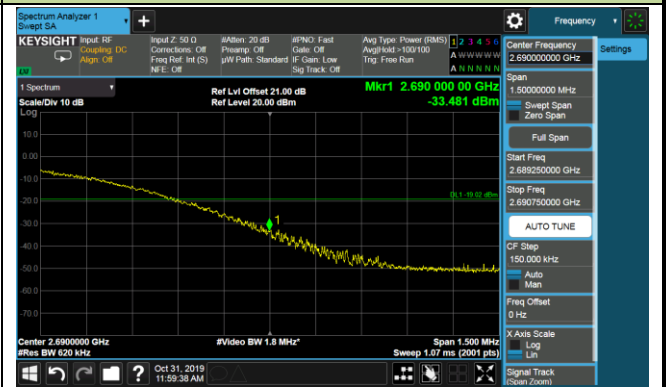 Spectrum Analyzer 1
Swept SA
Frequency
KEYSIGHT
Input: RF
Coupling: DC
Align: Off
Input Z: 50 Ω
Corrections: Off
Freq Ref: Int (S)
NFE: Off
#Atten: 20 dB
Preamp: Off
µW Path: Standard
#PNO: Fast
Gate: Off
IF Gain: Low
Sig Track: Off
Avg Type: Power (RMS)
Avg|Hold:>100/100
Trig: Free Run
1 2 3 4 5 6
A W W W W W
A N N N N N
Center Frequency
2.690000000 GHz
Settings
Span
1.50000000 MHz
Swept Span
Zero Span
Full Span
Start Freq
2.689250000 GHz
Stop Freq
2.690750000 GHz
AUTO TUNE
CF Step
150.000 kHz
Auto
Man
Freq Offset
0 Hz
X Axis Scale
Log
Lin
Signal Track
(Span Zoom)
1 Spectrum
Scale/Div 10 dB
Log
Ref Lvl Offset 21.00 dB
Ref Level 20.00 dBm
Mkr1 2.690 000 00 GHz
-33.481 dBm
10.0
0.00
-10.0
-20.0
-30.0
-40.0
-50.0
-60.0
-70.0
DL1 -19.02 dBm
1
Center 2.6900000 GHz
#Res BW 620 kHz
#Video BW 1.8 MHz*
Span 1.500 MHz
Sweep 1.07 ms (2001 pts)
?
Oct 31, 2019
11:59:38 AM